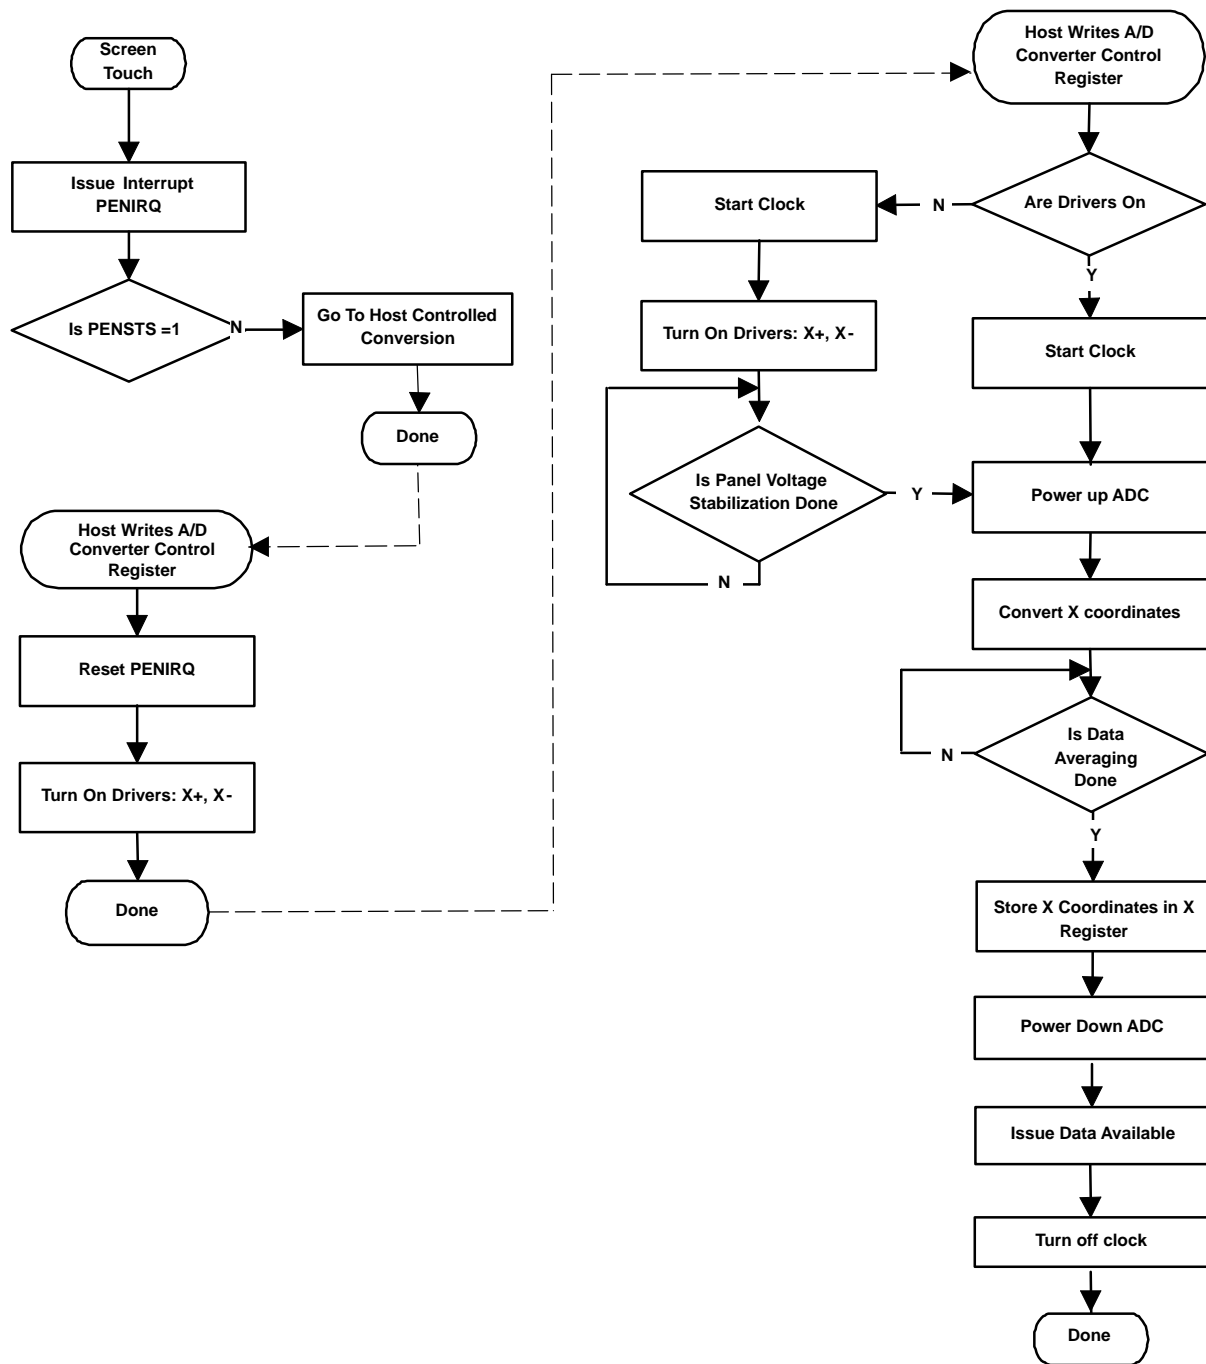 Screen
Touch
Issue Interrupt
PENIRQ
Is PENSTS =1
N
Go To Host Controlled
Conversion
Done
Host Writes A/D
Converter Control
Register
Reset PENIRQ
Turn On Drivers: X+, X-
Done
Host Writes A/D
Converter Control
Register
Are Drivers On
N
Y
Start Clock
Turn On Drivers: X+, X-
Is Panel Voltage
Stabilization Done
Y
N
Start Clock
Power up ADC
Convert X coordinates
Is Data
Averaging
Done
N
Y
Store X Coordinates in X
Register
Power Down ADC
Issue Data Available
Turn off clock
Done